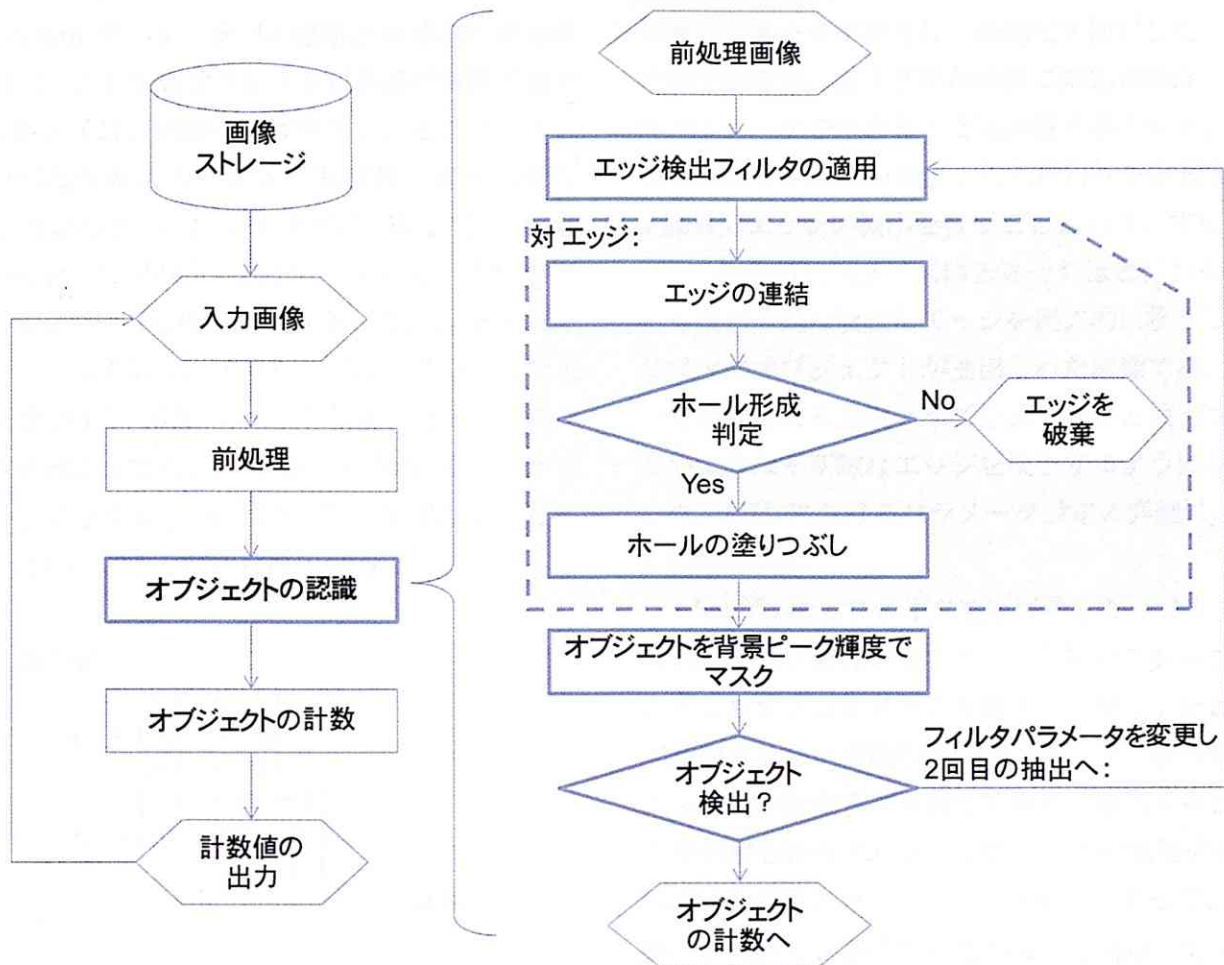 画像
ストレージ
入力画像
前処理
オブジェクトの認識
オブジェクトの計数
計数値の
出力
前処理画像
エッジ検出フィルタの適用
対 エッジ:
エッジの連結
ホール形成
判定
No
エッジを
破棄
Yes
ホールの塗りつぶし
オブジェクトを背景ピーク輝度で
マスク
オブジェクト
検出?
フィルタパラメータを変更し
2回目の抽出へ:
オブジェクト
の計数へ